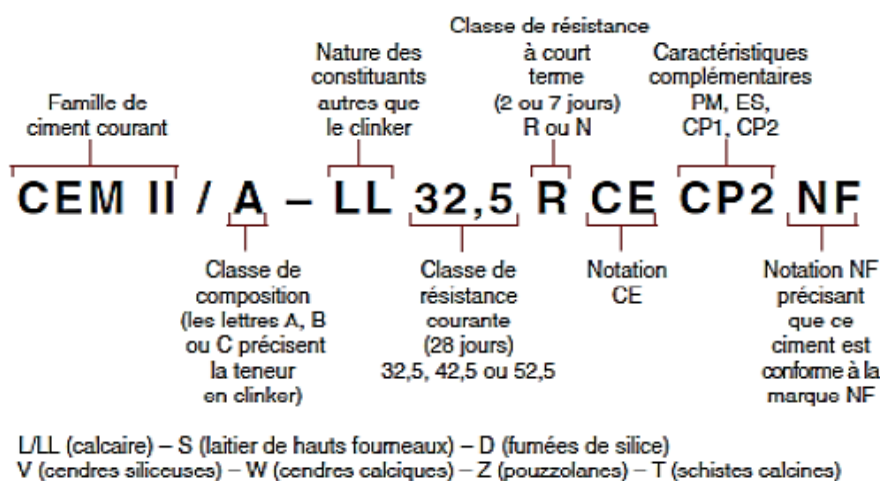 Famille de
ciment courant
Nature des
constituants
autres que
le clinker
Classe de résistance
à court
terme
(2 ou 7 jours)
R ou N
Caractéristiques
complémentaires
PM, ES,
CP1, CP2
CEM II / A – LL 32,5 R CE CP2 NF
Classe de
composition
(les lettres A, B
ou C précisent
la teneur
en clinker)
Classe de
résistance
courante
(28 jours)
32,5, 42,5 ou 52,5
Notation
CE
Notation NF
précisant
que ce
ciment est
conforme à la
marque NF
L/LL (calcaire) – S (laitier de hauts fourneaux) – D (fumées de silice)
V (cendres siliceuses) – W (cendres calciques) – Z (pouzzolanes) – T (schistes calcines)